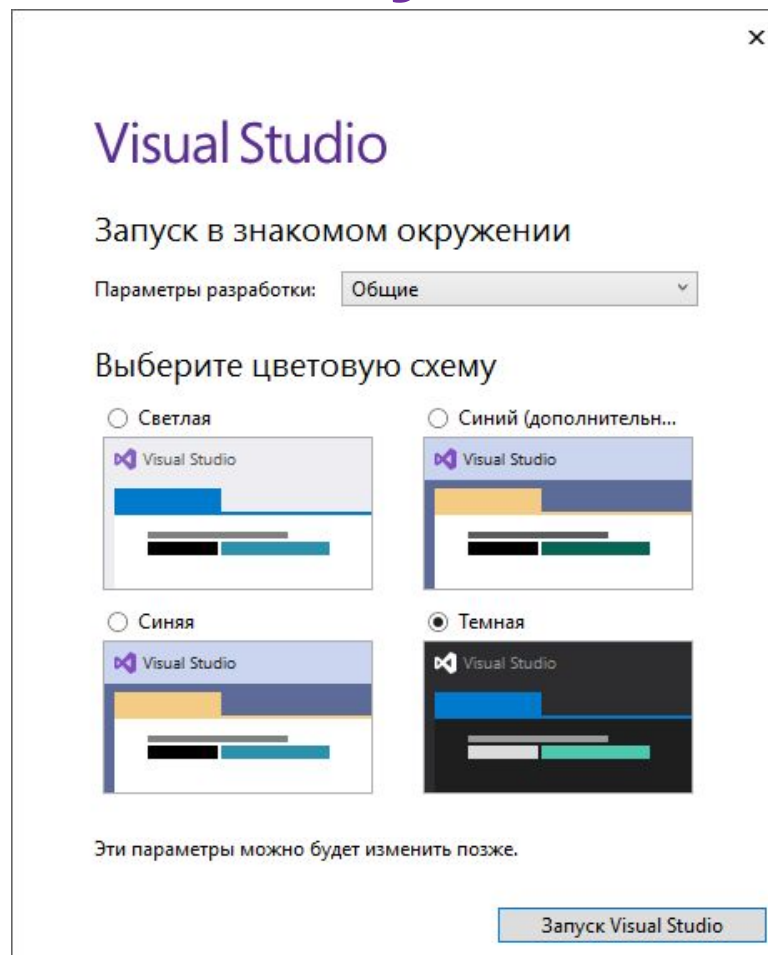 Visual Studio
Запуск в знакомом окружении
Параметры разработки: Общие
Выберите цветовую схему
Светлая
Visual Studio
Синий (дополнительн...
Visual Studio
Синяя
Visual Studio
Темная
Visual Studio
Эти параметры можно будет изменить позже.
Запуск Visual Studio